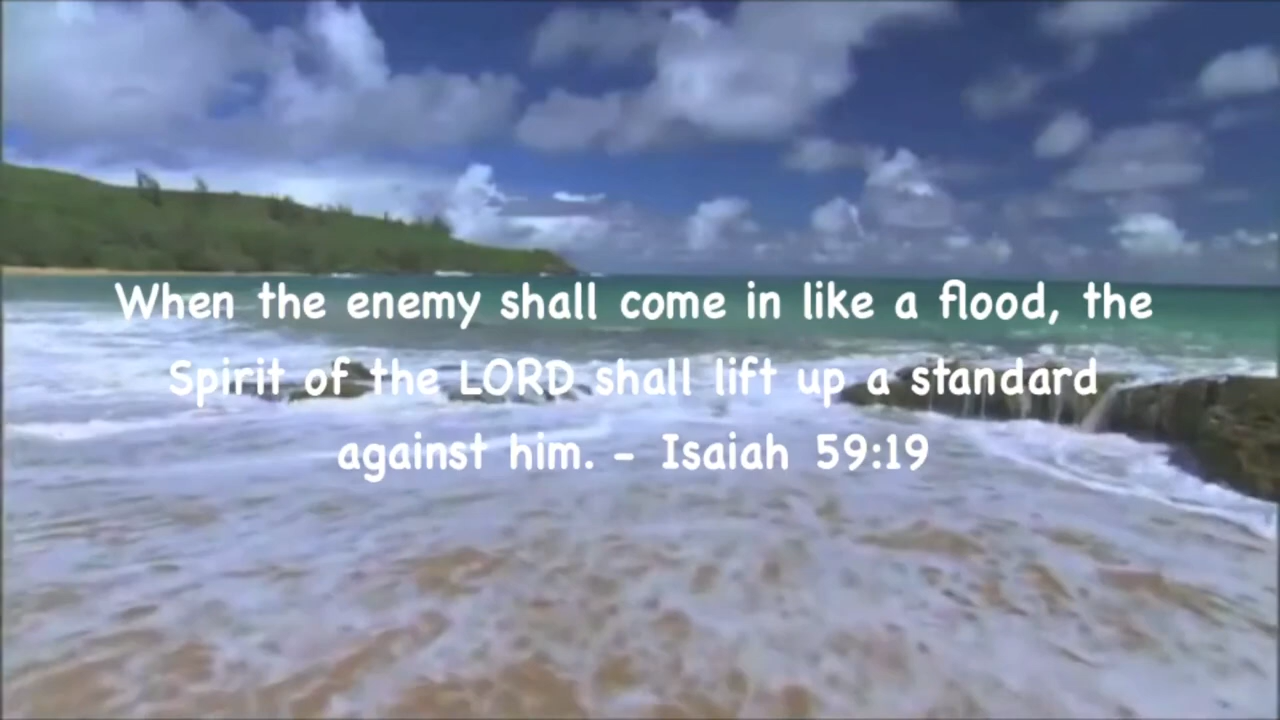 When the enemy shall come in like a flood, the
Spirit of the LORD shall lift up a standard
against him. - Isaiah 59:19